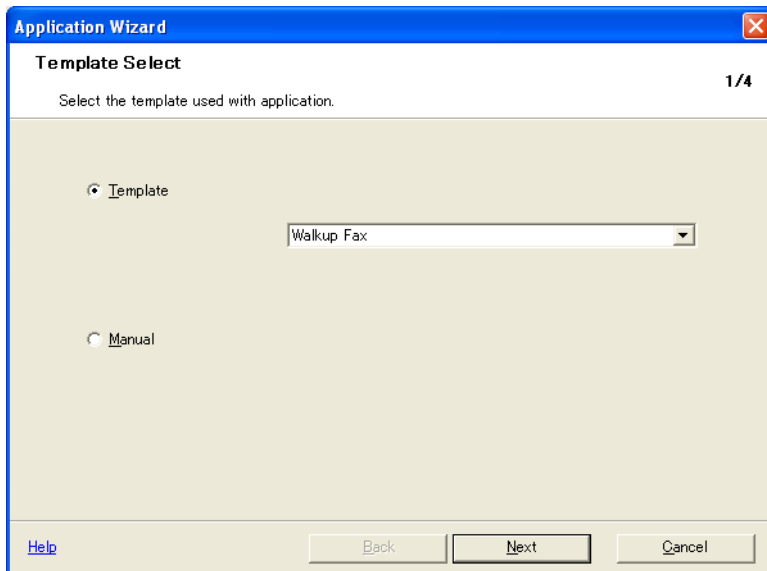 Application Wizard
Template Select
1/4
Select the template used with application.
Template
Walkup Fax
Manual
Help
Back
Next
Cancel